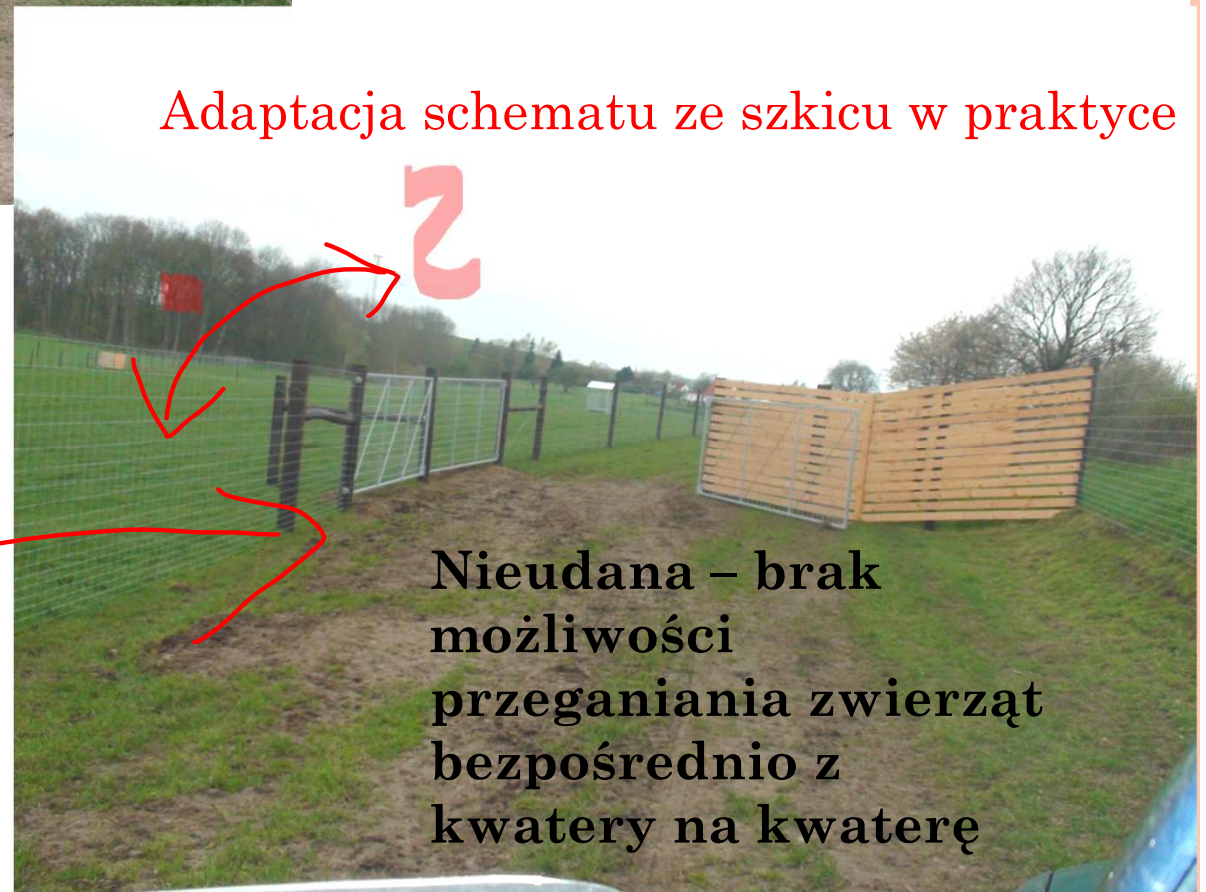 Adaptacja schematu ze szkicu w praktyce
Nieudana – brak
możliwości
przeganiania zwierząt
bezpośrednio z
kwatery na kwaterę